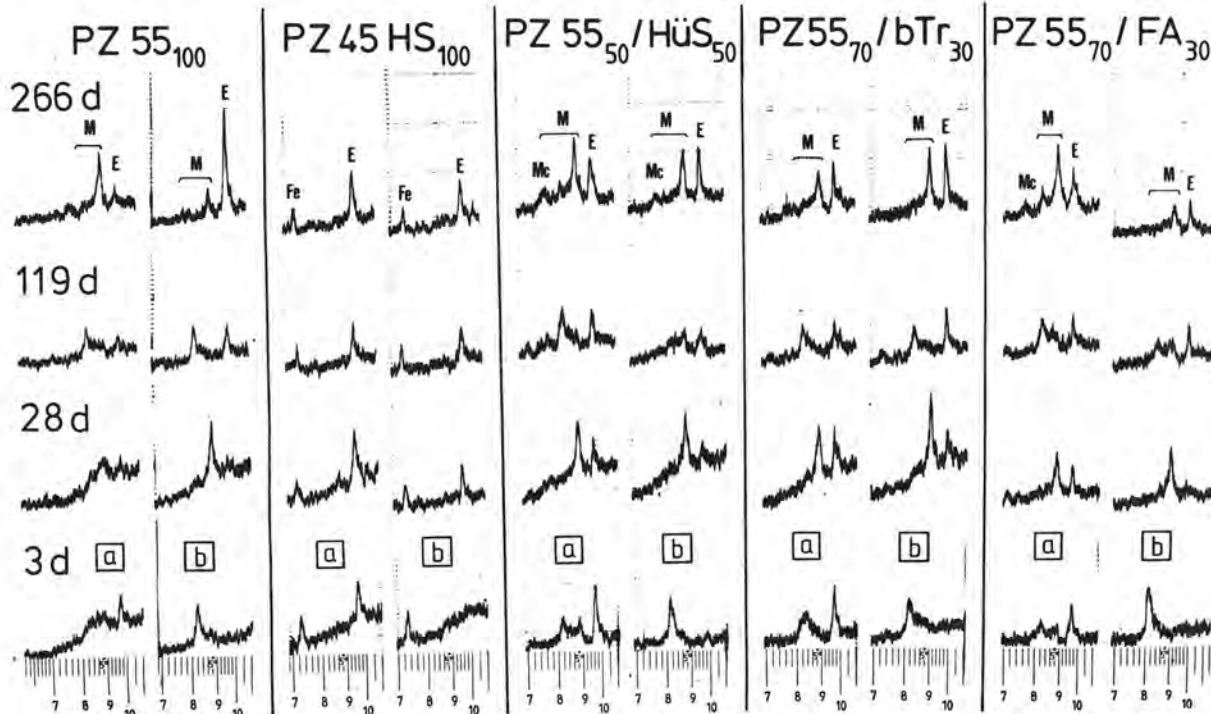 PZ 55₁₀₀ PZ 45 HS₁₀₀ PZ 55₅₀ / HüS₅₀ PZ55₇₀ / bTr₃₀ PZ 55₇₀ / FA₃₀
266 d
M E M E Fe E Fe E Mc M E Mc M E M E M E Mc M E M E
119 d
28 d
3 d a b a b a b a b a b
7 8 9 10 7 8 9 10 7 8 9 10 7 8 9 10 7 8 9 10 7 8 9 10 7 8 9 10 7 8 9 10 7 8 9 10 7 8 9 10